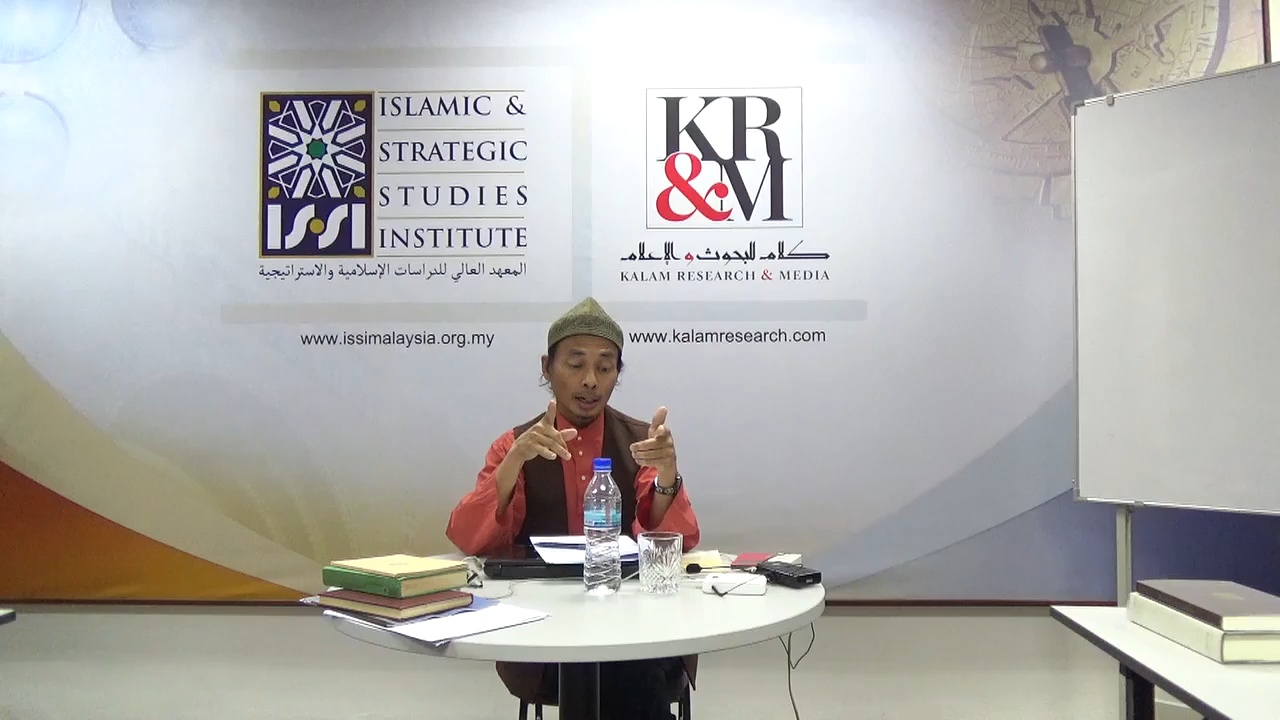 ISLAMIC &
STRATEGIC
STUDIES
INSTITUTE
ISSI
المعهد العالي للدراسات الإسلامية والاستراتيجية
www.issimalaysia.org.my
KR
&M
كلام للبحوث و الإعلام
KALAM RESEARCH & MEDIA
www.kalamresearch.com